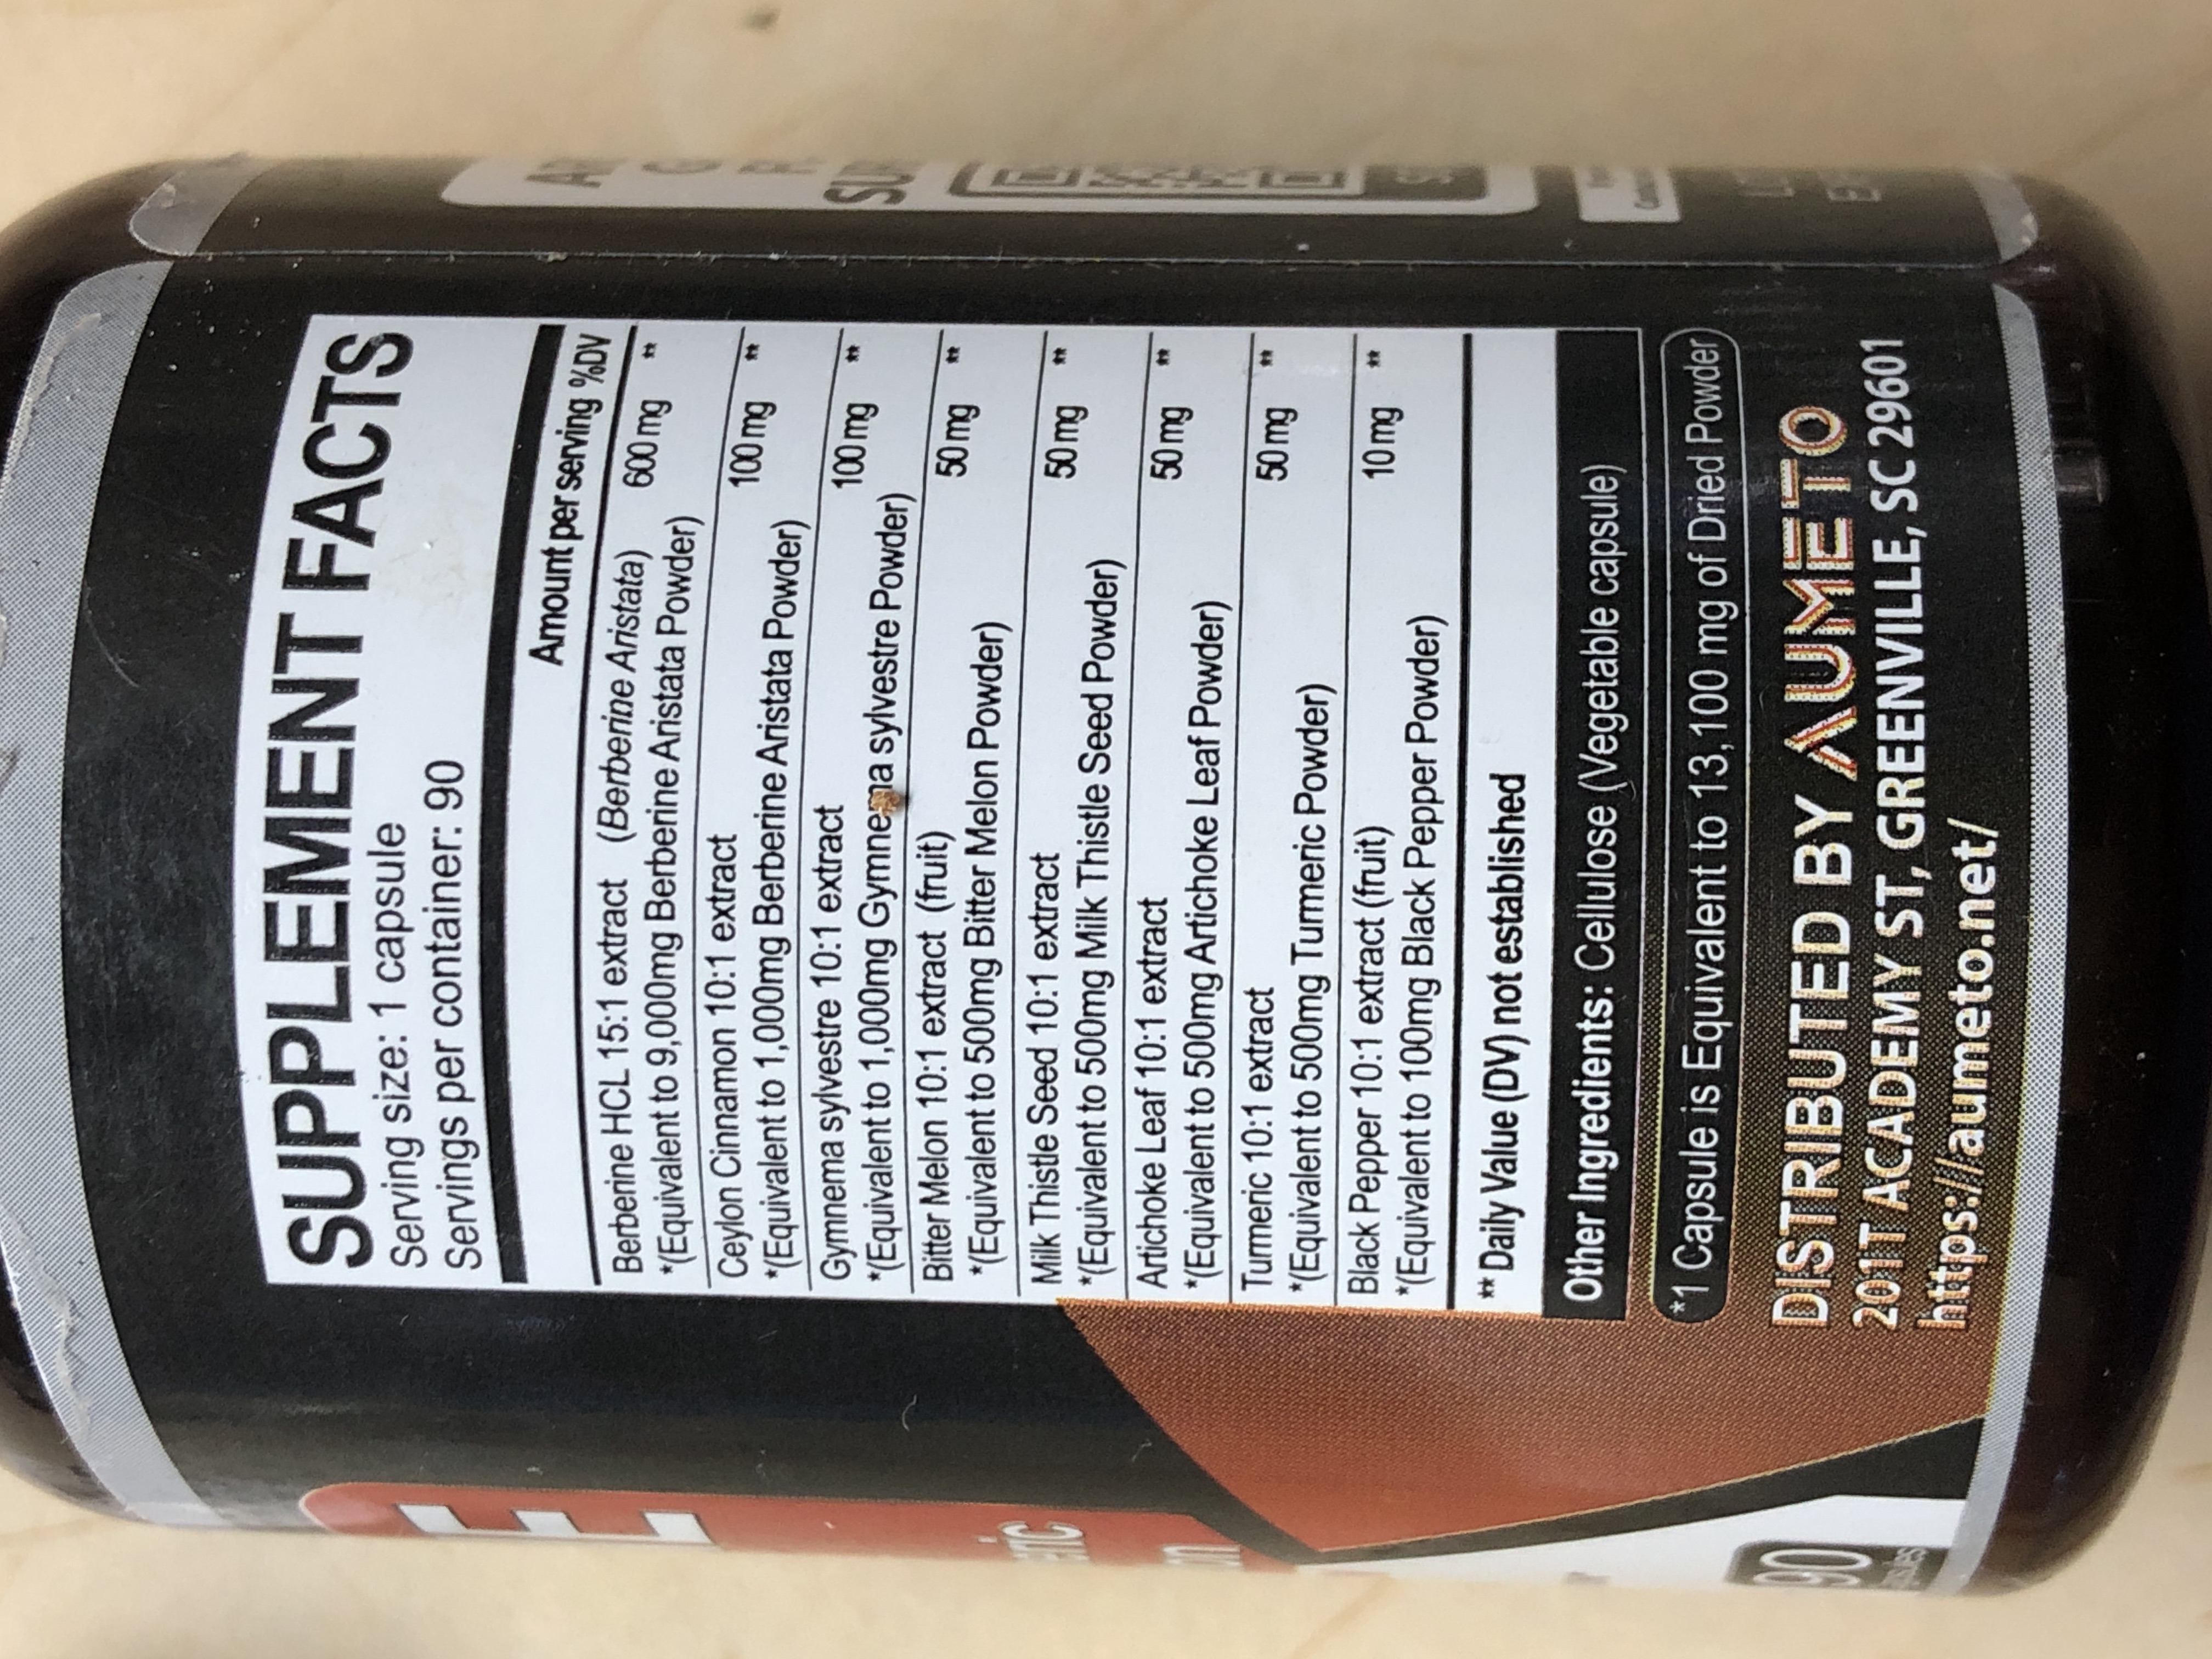 SUPPLEMENT FACTS
Serving size: 1 capsule
Servings per container: 90
Amount per serving %DV
Berberine HCL 15:1 extract (Berberine Aristata) 600 mg **
*(Equivalent to 9,000mg Berberine Aristata Powder)
Ceylon Cinnamon 10:1 extract 100 mg **
*(Equivalent to 1,000mg Berberine Aristata Powder)
Gymnema sylvestre 10:1 extract 100 mg **
*(Equivalent to 1,000mg Gymnema sylvestre Powder)
Bitter Melon 10:1 extract (fruit) 50 mg **
*(Equivalent to 500mg Bitter Melon Powder)
Milk Thistle Seed 10:1 extract 50 mg **
*(Equivalent to 500mg Milk Thistle Seed Powder)
Artichoke Leaf 10:1 extract 50 mg **
*(Equivalent to 500mg Artichoke Leaf Powder)
Turmeric 10:1 extract 50 mg **
*(Equivalent to 500mg Turmeric Powder)
Black Pepper 10:1 extract (fruit) 10 mg **
*(Equivalent to 100mg Black Pepper Powder)
** Daily Value (DV) not established
Other Ingredients: Cellulose (Vegetable capsule)
*1 Capsule is Equivalent to 13,100 mg of Dried Powder
DISTRIBUTED BY AUMETO
201T ACADEMY ST, GREENVILLE, SC 29601
https://aumeto.net/
90